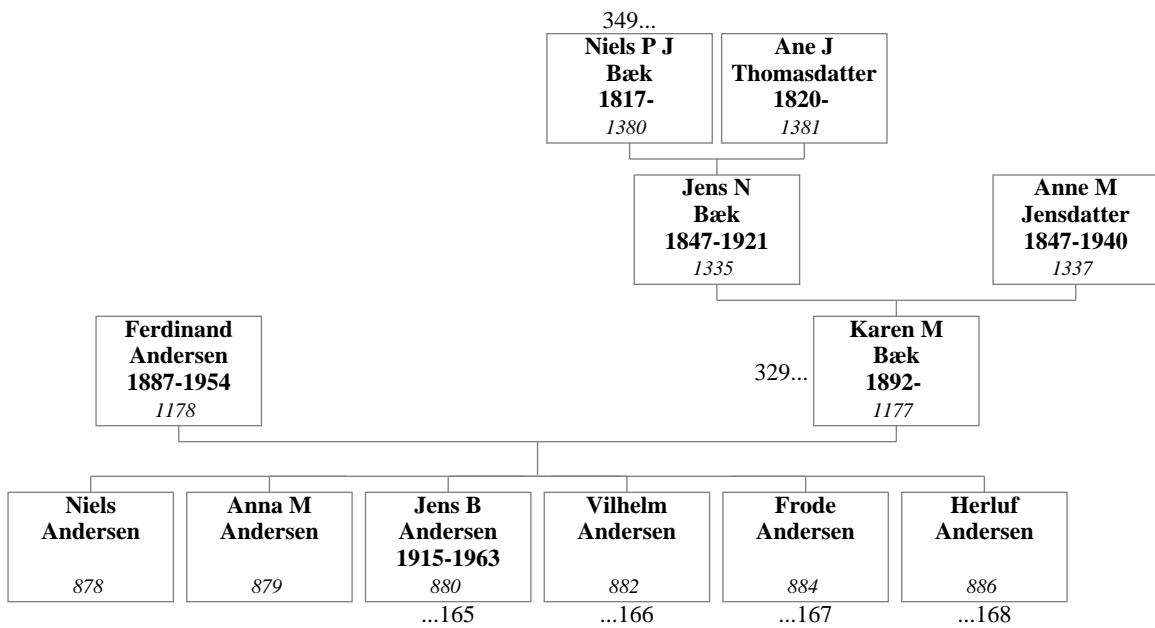 349...
Niels P J
Bæk
1817-
1380
Ane J
Thomasdatter
1820-
1381
Jens N
Bæk
1847-1921
1335
Anne M
Jensdatter
1847-1940
1337
Ferdinand
Andersen
1887-1954
1178
329...
Karen M
Bæk
1892-
1177
Niels
Andersen
878
Anna M
Andersen
879
Jens B
Andersen
1915-1963
880
...165
Vilhelm
Andersen
882
...166
Frode
Andersen
884
...167
Herluf
Andersen
886
...168